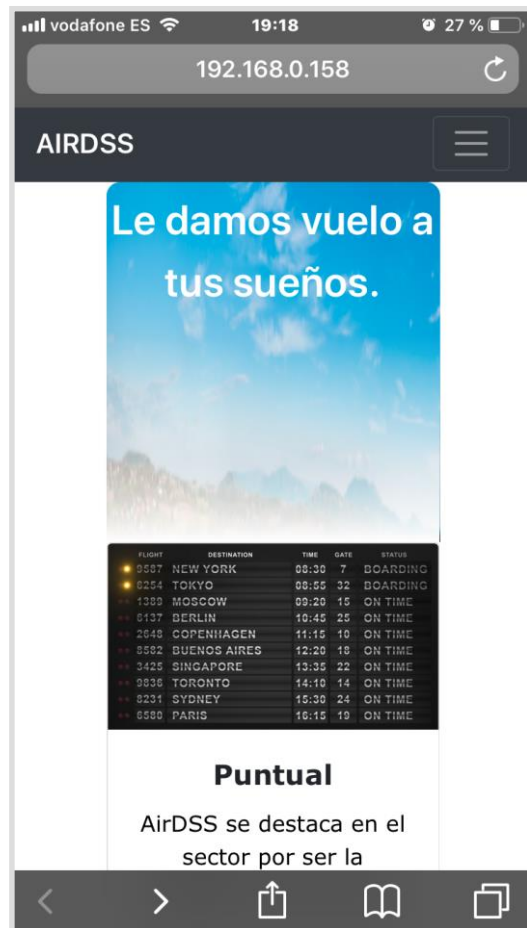 vodafone ES 19:18 27 %
192.168.0.158
AIRDSS
Le damos vuelo a
tus sueños.
FLIGHT DESTINATION TIME GATE STATUS
9587 NEW YORK 08:30 7 BOARDING
6254 TOKYO 08:55 32 BOARDING
1389 MOSCOW 09:20 15 ON TIME
6137 BERLIN 10:45 25 ON TIME
2648 COPENHAGEN 11:15 10 ON TIME
8582 BUENOS AIRES 12:20 18 ON TIME
3425 SINGAPORE 13:35 22 ON TIME
9836 TORONTO 14:10 14 ON TIME
8231 SYDNEY 15:30 24 ON TIME
6580 PARIS 16:15 19 ON TIME
Puntual
AirDSS se destaca en el
sector por ser la